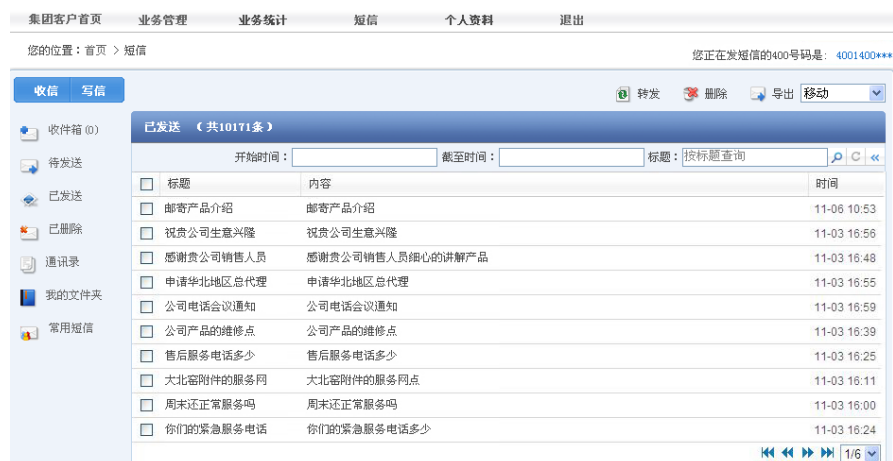 集团客户首页 业务管理 业务统计 短信 个人资料 退出
您的位置：首页 > 短信
您正在发短信的400号码是: 4001400***
收信 写信
转发 删除 导出 移动
收件箱(0)
待发送
已发送
已删除
通讯录
我的文件夹
常用短信
已发送 （共10171条）
开始时间： 截至时间： 标题： 按标题查询
标题 内容 时间
邮寄产品介绍 邮寄产品介绍 11-06 10:53
祝贵公司生意兴隆 祝贵公司生意兴隆 11-03 16:56
感谢贵公司销售人员 感谢贵公司销售人员细心的讲解产品 11-03 16:48
申请华北地区总代理 申请华北地区总代理 11-03 16:55
公司电话会议通知 公司电话会议通知 11-03 16:59
公司产品的维修点 公司产品的维修点 11-03 16:39
售后服务电话多少 售后服务电话多少 11-03 16:25
大北窑附件的服务网 大北窑附件的服务网点 11-03 16:11
周末还正常服务吗 周末还正常服务吗 11-03 16:00
你们的紧急服务电话 你们的紧急服务电话多少 11-03 16:24
1/6